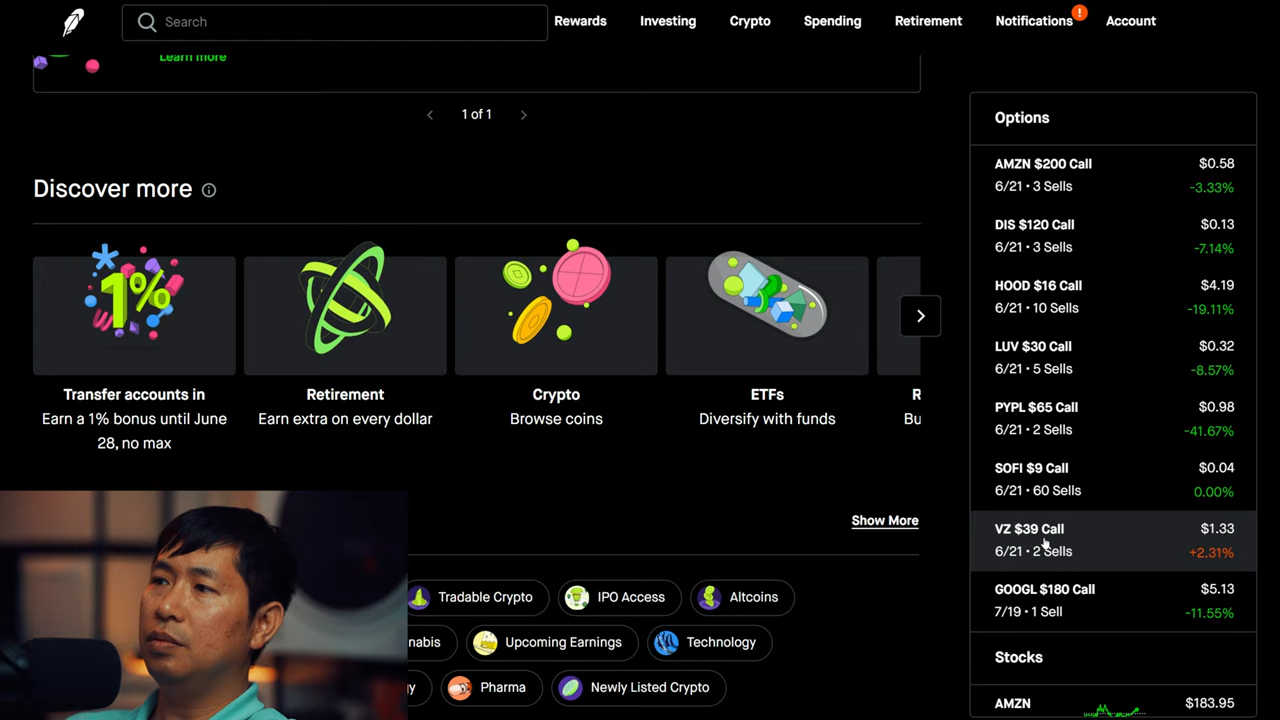 Search
Rewards
Investing
Crypto
Spending
Retirement
Notifications
!
Account
Learn more
1 of 1
Discover more
1%
Transfer accounts in
Earn a 1% bonus until June
28, no max
Retirement
Earn extra on every dollar
Crypto
Browse coins
ETFs
Diversify with funds
R
Bu
Show More
Tradable Crypto
IPO Access
Altcoins
nnabis
Upcoming Earnings
Technology
gy
Pharma
Newly Listed Crypto
Options
AMZN $200 Call $0.58
6/21 • 3 Sells -3.33%
DIS $120 Call $0.13
6/21 • 3 Sells -7.14%
HOOD $16 Call $4.19
6/21 • 10 Sells -19.11%
LUV $30 Call $0.32
6/21 • 5 Sells -8.57%
PYPL $65 Call $0.98
6/21 • 2 Sells -41.67%
SOFI $9 Call $0.04
6/21 • 60 Sells 0.00%
VZ $39 Call $1.33
6/21 • 2 Sells +2.31%
GOOGL $180 Call $5.13
7/19 • 1 Sell -11.55%
Stocks
AMZN $183.95